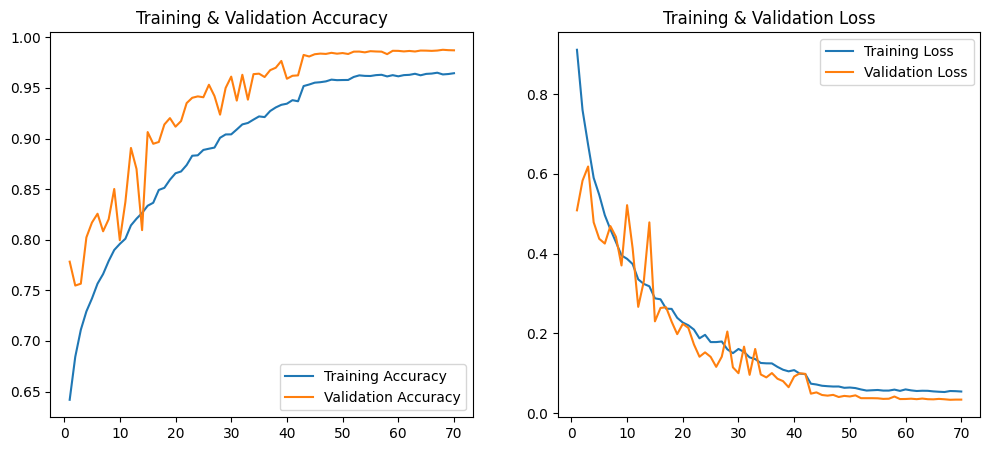 Training & Validation Accuracy
1.00
0.95
0.90
0.85
0.80
0.75
0.70
0.65
0 10 20 30 40 50 60 70
Training Accuracy
Validation Accuracy
Training & Validation Loss
0.8
0.6
0.4
0.2
0.0
0 10 20 30 40 50 60 70
Training Loss
Validation Loss